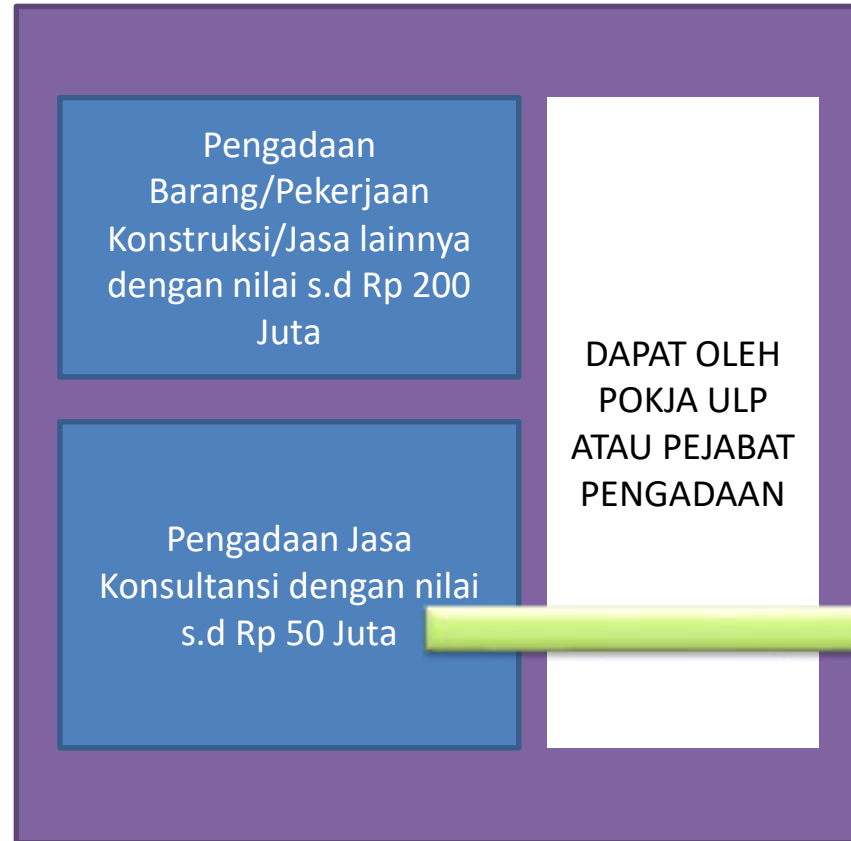 Pengadaan
Barang/Pekerjaan
Konstruksi/Jasa lainnya
dengan nilai s.d Rp 200
Juta
Pengadaan Jasa
Konsultansi dengan nilai
s.d Rp 50 Juta
DAPAT OLEH
POKJA ULP
ATAU PEJABAT
PENGADAAN